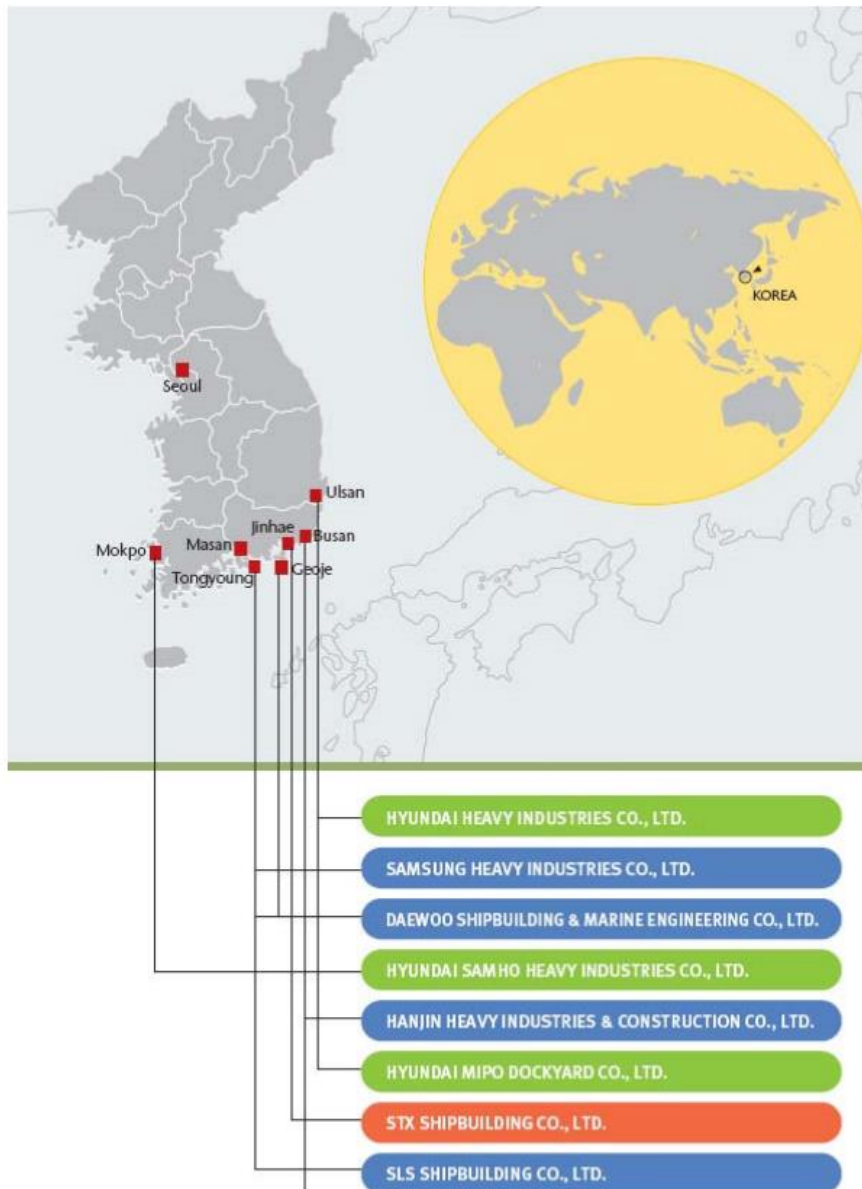 KOREA
Seoul
Ulsan
Jinhae
Busan
Masan
Mokpo
Tongyoung
Geoje
HYUNDAI HEAVY INDUSTRIES CO., LTD.
SAMSUNG HEAVY INDUSTRIES CO., LTD.
DAEWOO SHIPBUILDING & MARINE ENGINEERING CO., LTD.
HYUNDAI SAMHO HEAVY INDUSTRIES CO., LTD.
HANJIN HEAVY INDUSTRIES & CONSTRUCTION CO., LTD.
HYUNDAI MIPO DOCKYARD CO., LTD.
STX SHIPBUILDING CO., LTD.
SLS SHIPBUILDING CO., LTD.